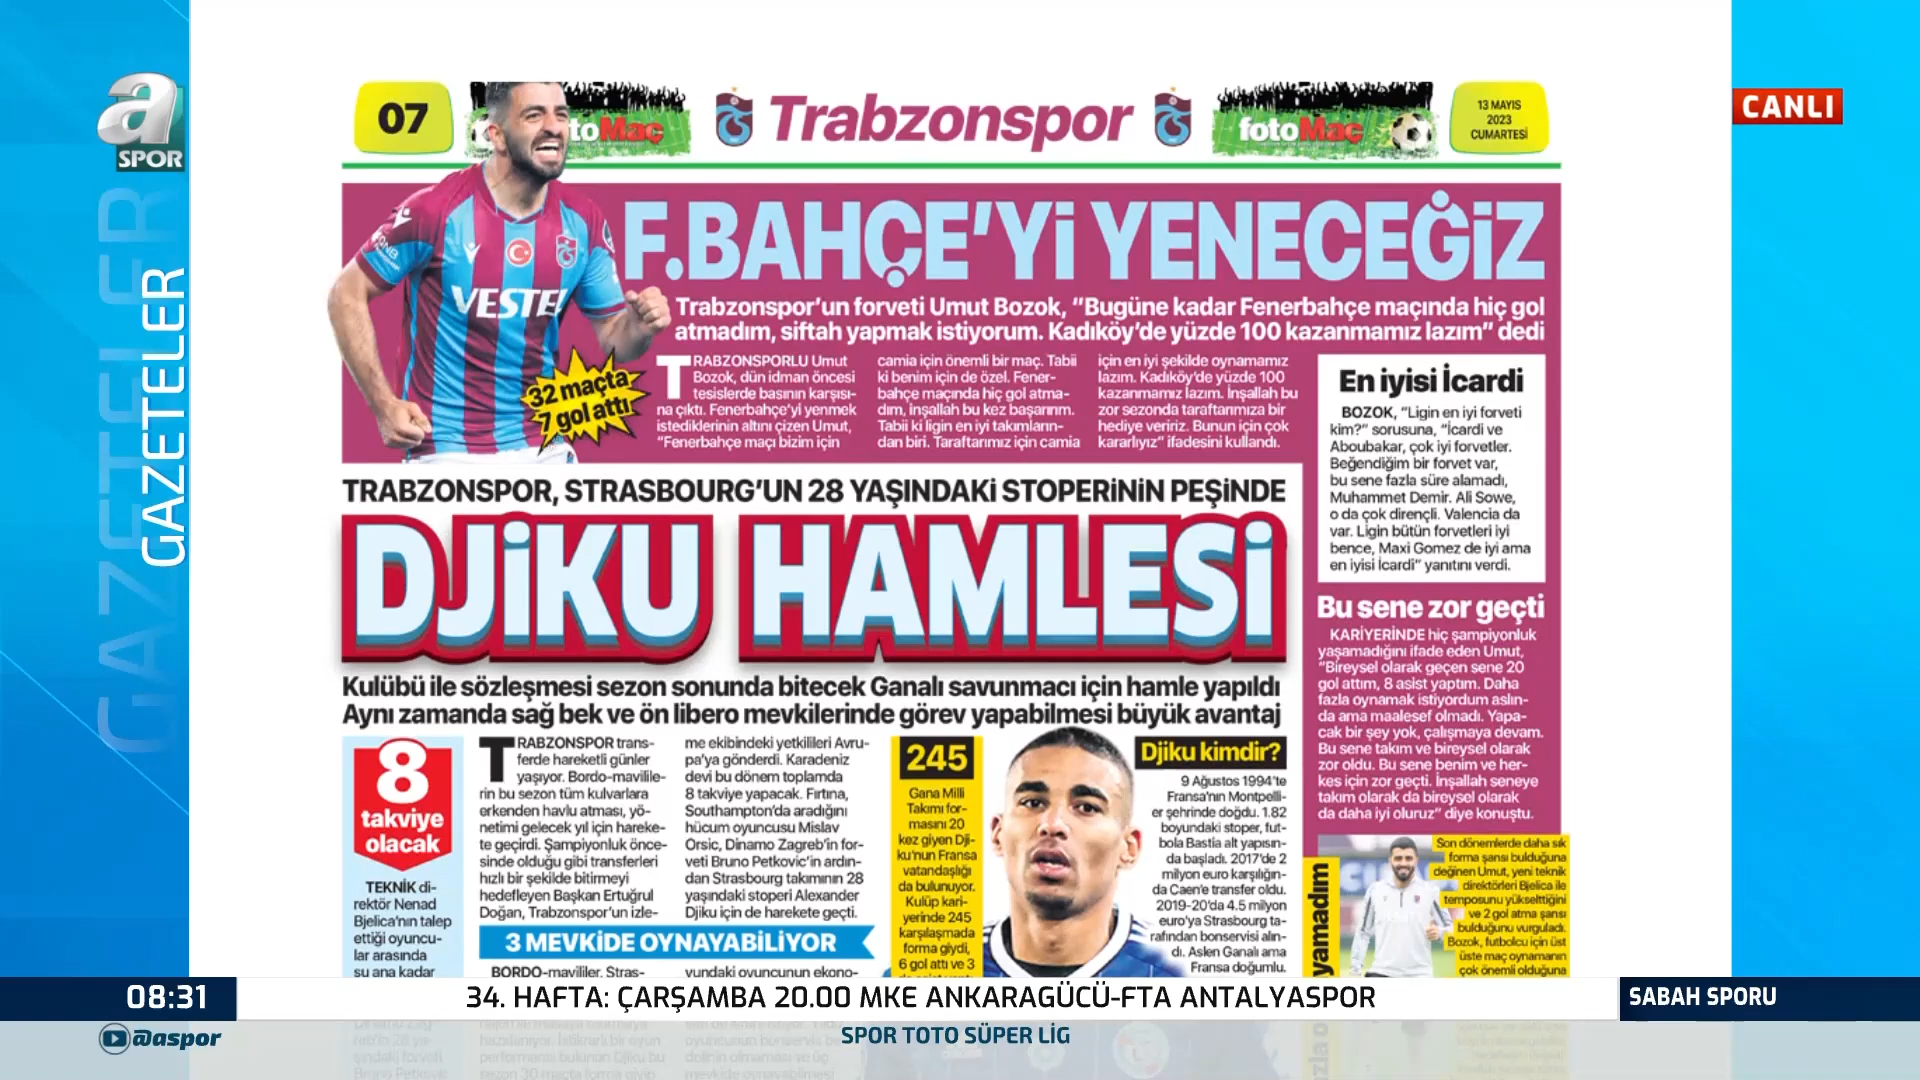 a
SPOR
GAZETELER
GAZETELER
CANLI
07
fotoMaç
Trabzonspor
fotoMaç
13 MAYIS
2023
CUMARTESİ
F.BAHÇE'Yİ YENECEĞİZ
Trabzonspor'un forveti Umut Bozok, "Bugüne kadar Fenerbahçe maçında hiç gol
atmadım, siftah yapmak istiyorum. Kadıköy'de yüzde 100 kazanmamız lazım" dedi
VESTEL
32 maçta
7 gol attı
TRABZONSPORLU Umut
Bozok, dün idman öncesi
tesislerde basının karşısı-
na çıktı. Fenerbahçe'yi yenmek
istediklerinin altını çizen Umut,
"Fenerbahçe maçı bizim için
camia için önemli bir maç. Tabii
ki benim için de özel. Fener-
bahçe maçında hiç gol atma-
dım, inşallah bu kez başarırım.
Tabii ki ligin en iyi takımların-
dan biri. Taraftarımız için camia
için en iyi şekilde oynamamız
lazım. Kadıköy'de yüzde 100
kazanmamız lazım. İnşallah bu
zor sezonda taraftarımıza bir
hediye veririz. Bunun için çok
kararlıyız" ifadesini kullandı.
En iyisi İcardi
BOZOK, "Ligin en iyi forveti
kim?" sorusuna, "İcardi ve
Aboubakar, çok iyi forvetler.
Beğendiğim bir forvet var,
bu sene fazla süre alamadı,
Muhammet Demir. Ali Sowe,
o da çok dirençli. Valencia da
var. Ligin bütün forvetleri iyi
bence, Maxi Gomez de iyi ama
en iyisi İcardi" yanıtını verdi.
Bu sene zor geçti
KARİYERİNDE hiç şampiyonluk
yaşamadığını ifade eden Umut,
"Bireysel olarak geçen sene 20
gol attım, 8 asist yaptım. Daha
fazla oynamak istiyordum aslın-
da ama maalesef olmadı. Yapa-
cak bir şey yok, çalışmaya devam.
Bu sene takım ve bireysel olarak
zor oldu. Bu sene benim ve her-
kes için zor geçti. İnşallah seneye
takım olarak da bireysel olarak
da daha iyi oluruz" diye konuştu.
TRABZONSPOR, STRASBOURG'UN 28 YAŞINDAKİ STOPERİNİN PEŞİNDE
DJİKU HAMLESİ
Kulübü ile sözleşmesi sezon sonunda bitecek Ganalı savunmacı için hamle yapıldı
Aynı zamanda sağ bek ve ön libero mevkilerinde görev yapabilmesi büyük avantaj
8
takviye
olacak
TEKNİK di-
rektör Nenad
Bjelica'nın talep
ettiği oyuncu-
lar arasında
şu ana kadar
TRABZONSPOR trans-
ferde hareketli günler
yaşıyor. Bordo-mavilile-
rin bu sezon tüm kulvarlara
erkenden havlu atması, yö-
netimi gelecek yıl için hareke-
te geçirdi. Şampiyonluk önce-
sinde olduğu gibi transferleri
hızlı bir şekilde bitirmeyi
hedefleyen Başkan Ertuğrul
Doğan, Trabzonspor'un izle-
me ekibindeki yetkilileri Avru-
pa'ya gönderdi. Karadeniz
devi bu dönem toplamda
8 takviye yapacak. Fırtına,
Southampton'da aradığını
hücum oyuncusu Mislav
Orsic, Dinamo Zagreb'in for-
veti Bruno Petkovic'in ardın-
dan Strasbourg takımının 28
yaşındaki stoperi Alexander
Djiku için de harekete geçti.
3 MEVKİDE OYNAYABİLİYOR
BORDO-mavililer, Stras-
yundaki oyuncunun ekono-
245
Gana Milli
Takımı for-
masını 20
kez giyen Dji-
ku'nun Fransa
vatandaşlığı
da bulunuyor.
Kulüp kari-
yerinde 245
karşılaşmada
forma giydi,
6 gol attı ve 3
Djiku kimdir?
9 Ağustos 1994'te
Fransa'nın Montpelli-
er şehrinde doğdu. 1.82
boyundaki stoper, fut-
bola Bastia alt yapısın-
da başladı. 2017'de 2
milyon euro karşılığın-
da Caen'e transfer oldu.
2019-20'da 4.5 milyon
euro'ya Strasbourg ta-
rafından bonservisi alın-
dı. Aslen Ganalı ama
Fransa doğumlu.
yamadım
Son dönemlerde daha sık
forma şansı bulduğuna
değinen Umut, yeni teknik
direktörleri Bjelica ile
temposunu yükselttiğini
ve 2 gol atma şansı
bulduğunu vurguladı.
Bozok, futbolcu için üst
üste maç oynamanın
çok önemli olduğuna
08:31
34. HAFTA: ÇARŞAMBA 20.00 MKE ANKARAGÜCÜ-FTA ANTALYASPOR
SABAH SPORU
@aspor
SPOR TOTO SÜPER LİG